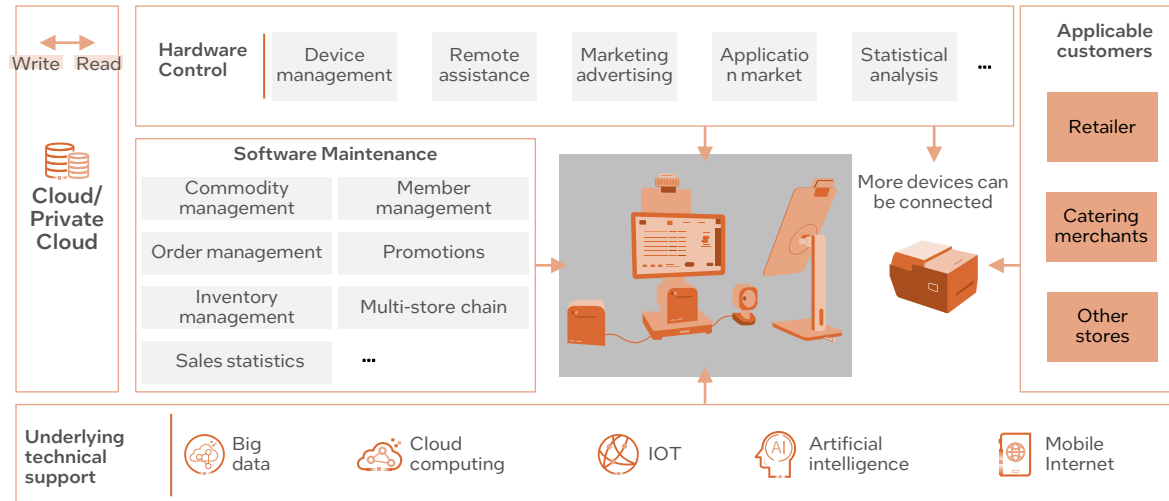 Write
Read
Cloud/
Private
Cloud
Hardware
Control
Device
management
Remote
assistance
Marketing
advertising
Applicatio
n market
Statistical
analysis
...
Software Maintenance
Commodity
management
Member
management
Order management
Promotions
Inventory
management
Multi-store chain
Sales statistics
...
More devices can
be connected
Applicable
customers
Retailer
Catering
merchants
Other
stores
Underlying
technical
support
Big
data
Cloud
computing
IOT
AI
Artificial
intelligence
Mobile
Internet